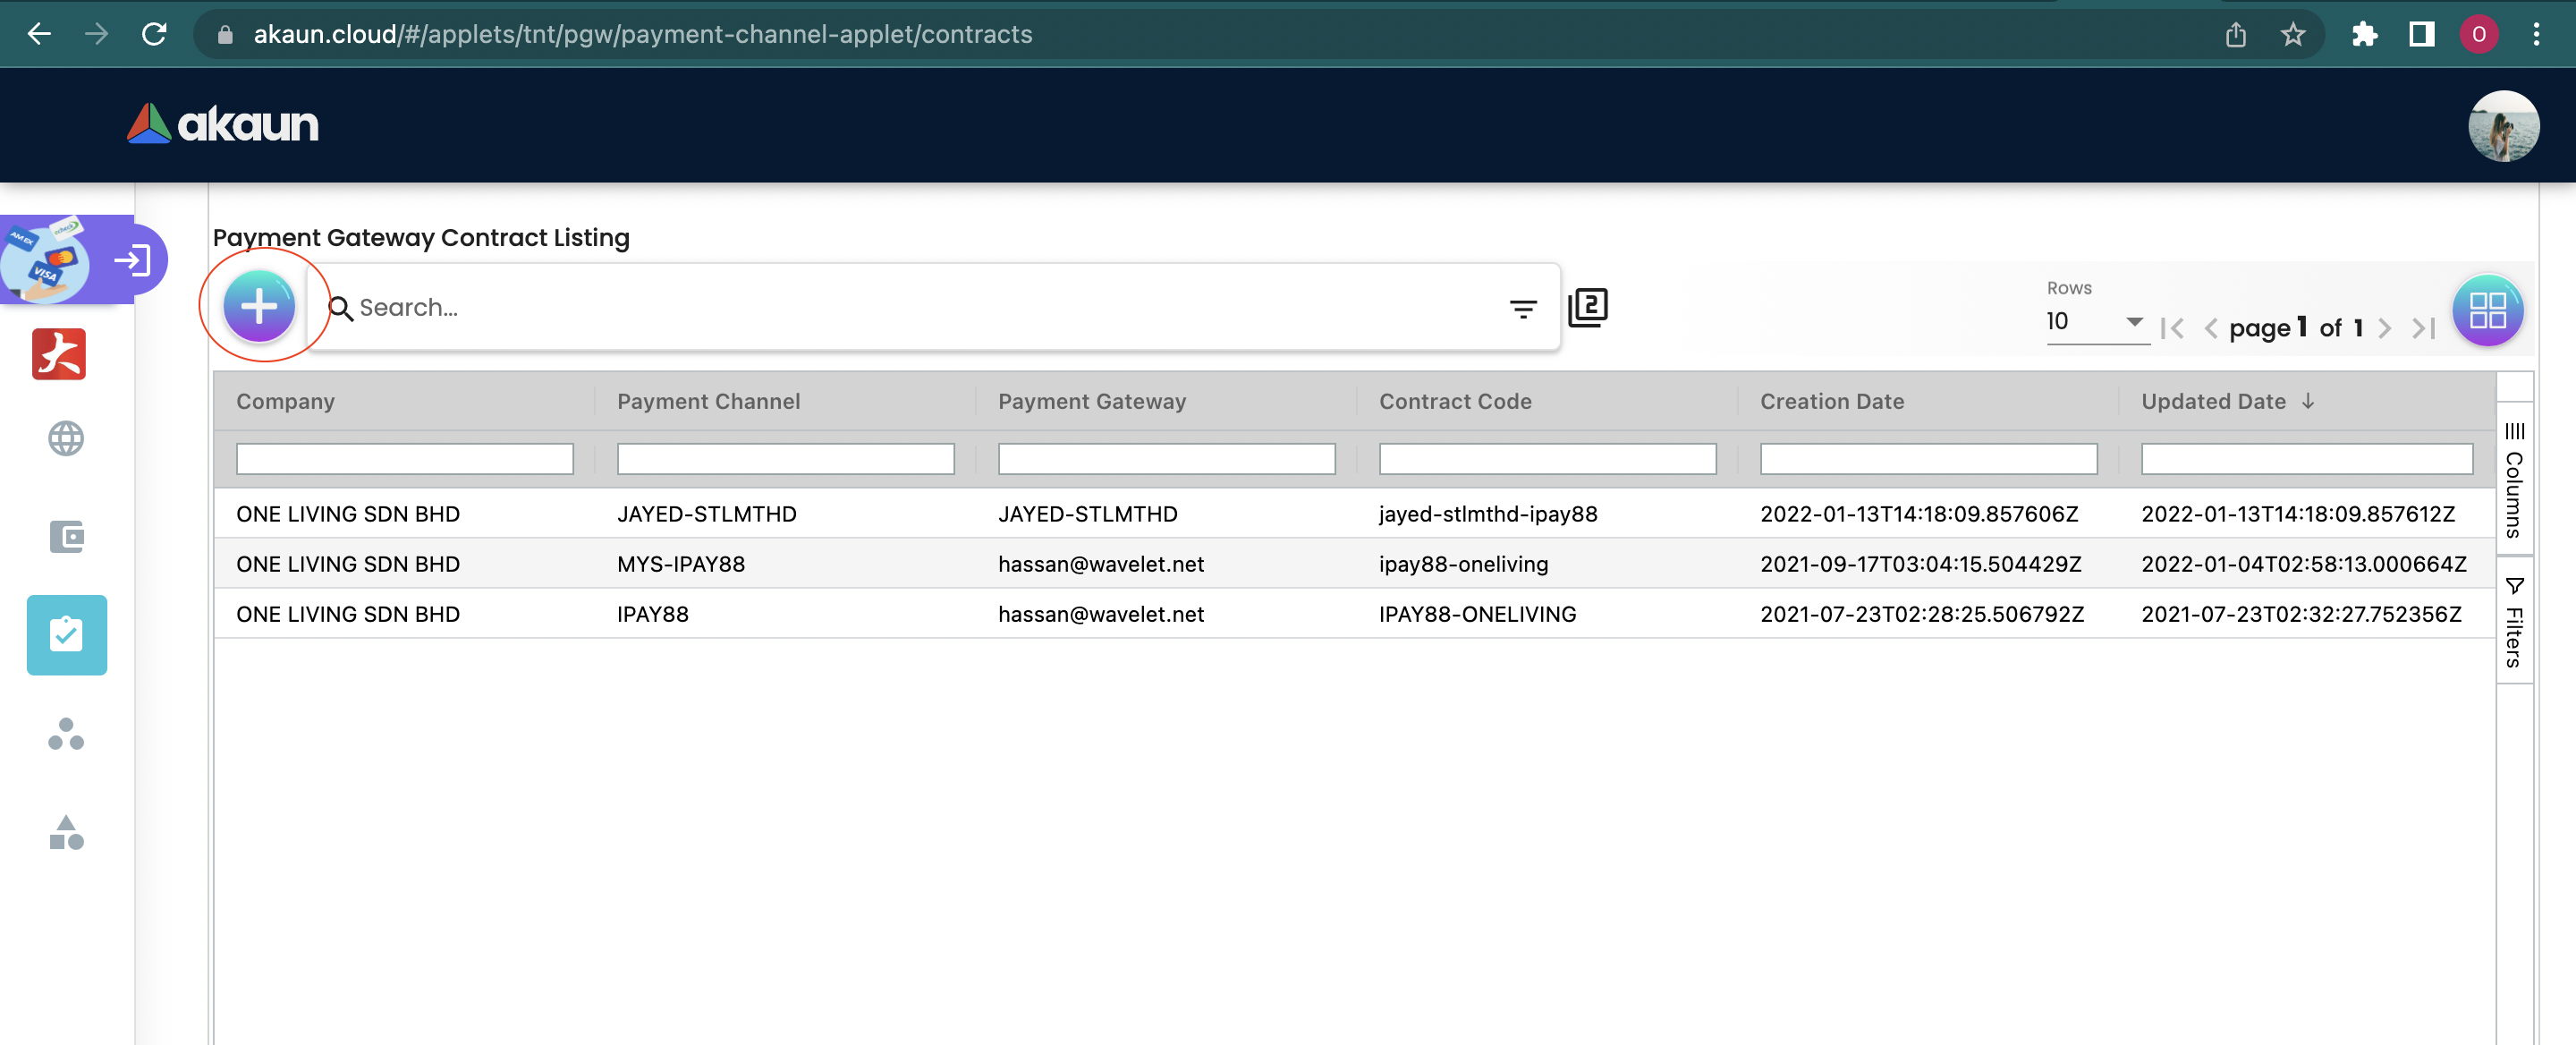 akaun.cloud/#/applets/tnt/pgw/payment-channel-applet/contracts
O
akaun
AMEX
VISA
Payment Gateway Contract Listing
Search...
2
Rows
10
page 1 of 1
Company Payment Channel Payment Gateway Contract Code Creation Date Updated Date
ONE LIVING SDN BHD JAYED-STLMTHD JAYED-STLMTHD jayed-stlmthd-ipay88 2022-01-13T14:18:09.857606Z 2022-01-13T14:18:09.857612Z
ONE LIVING SDN BHD MYS-IPAY88 hassan@wavelet.net ipay88-oneliving 2021-09-17T03:04:15.504429Z 2022-01-04T02:58:13.000664Z
ONE LIVING SDN BHD IPAY88 hassan@wavelet.net IPAY88-ONELIVING 2021-07-23T02:28:25.506792Z 2021-07-23T02:32:27.752356Z
Columns
Filters